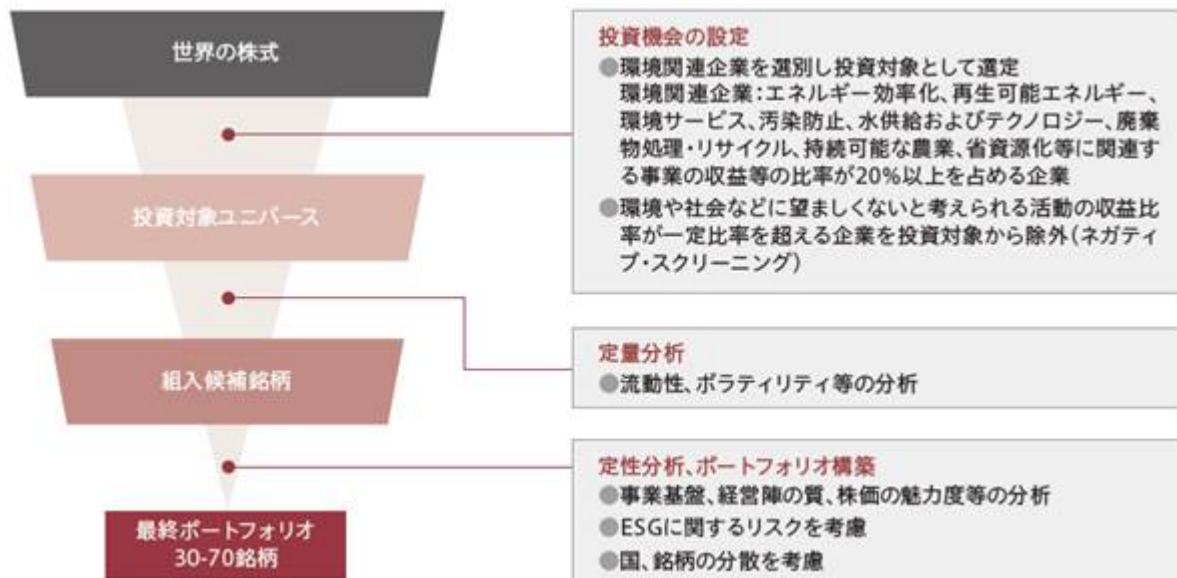 世界の株式
投資対象ユニバース
組入候補銘柄
最終ポートフォリオ
30-70銘柄
投資機会の設定
●環境関連企業を選別し投資対象として選定
環境関連企業：エネルギー効率化、再生可能エネルギー、
環境サービス、汚染防止、水供給およびテクノロジー、廃棄
物処理・リサイクル、持続可能な農業、省資源化等に関連す
る事業の収益等の比率が20%以上を占める企業
●環境や社会などに望ましくないと考えられる活動の収益比
率が一定比率を超える企業を投資対象から除外（ネガティ
ブ・スクリーニング）
定量分析
●流動性、ボラティリティ等の分析
定性分析、ポートフォリオ構築
●事業基盤、経営陣の質、株価の魅力度等の分析
●ESGに関するリスクを考慮
●国、銘柄の分散を考慮